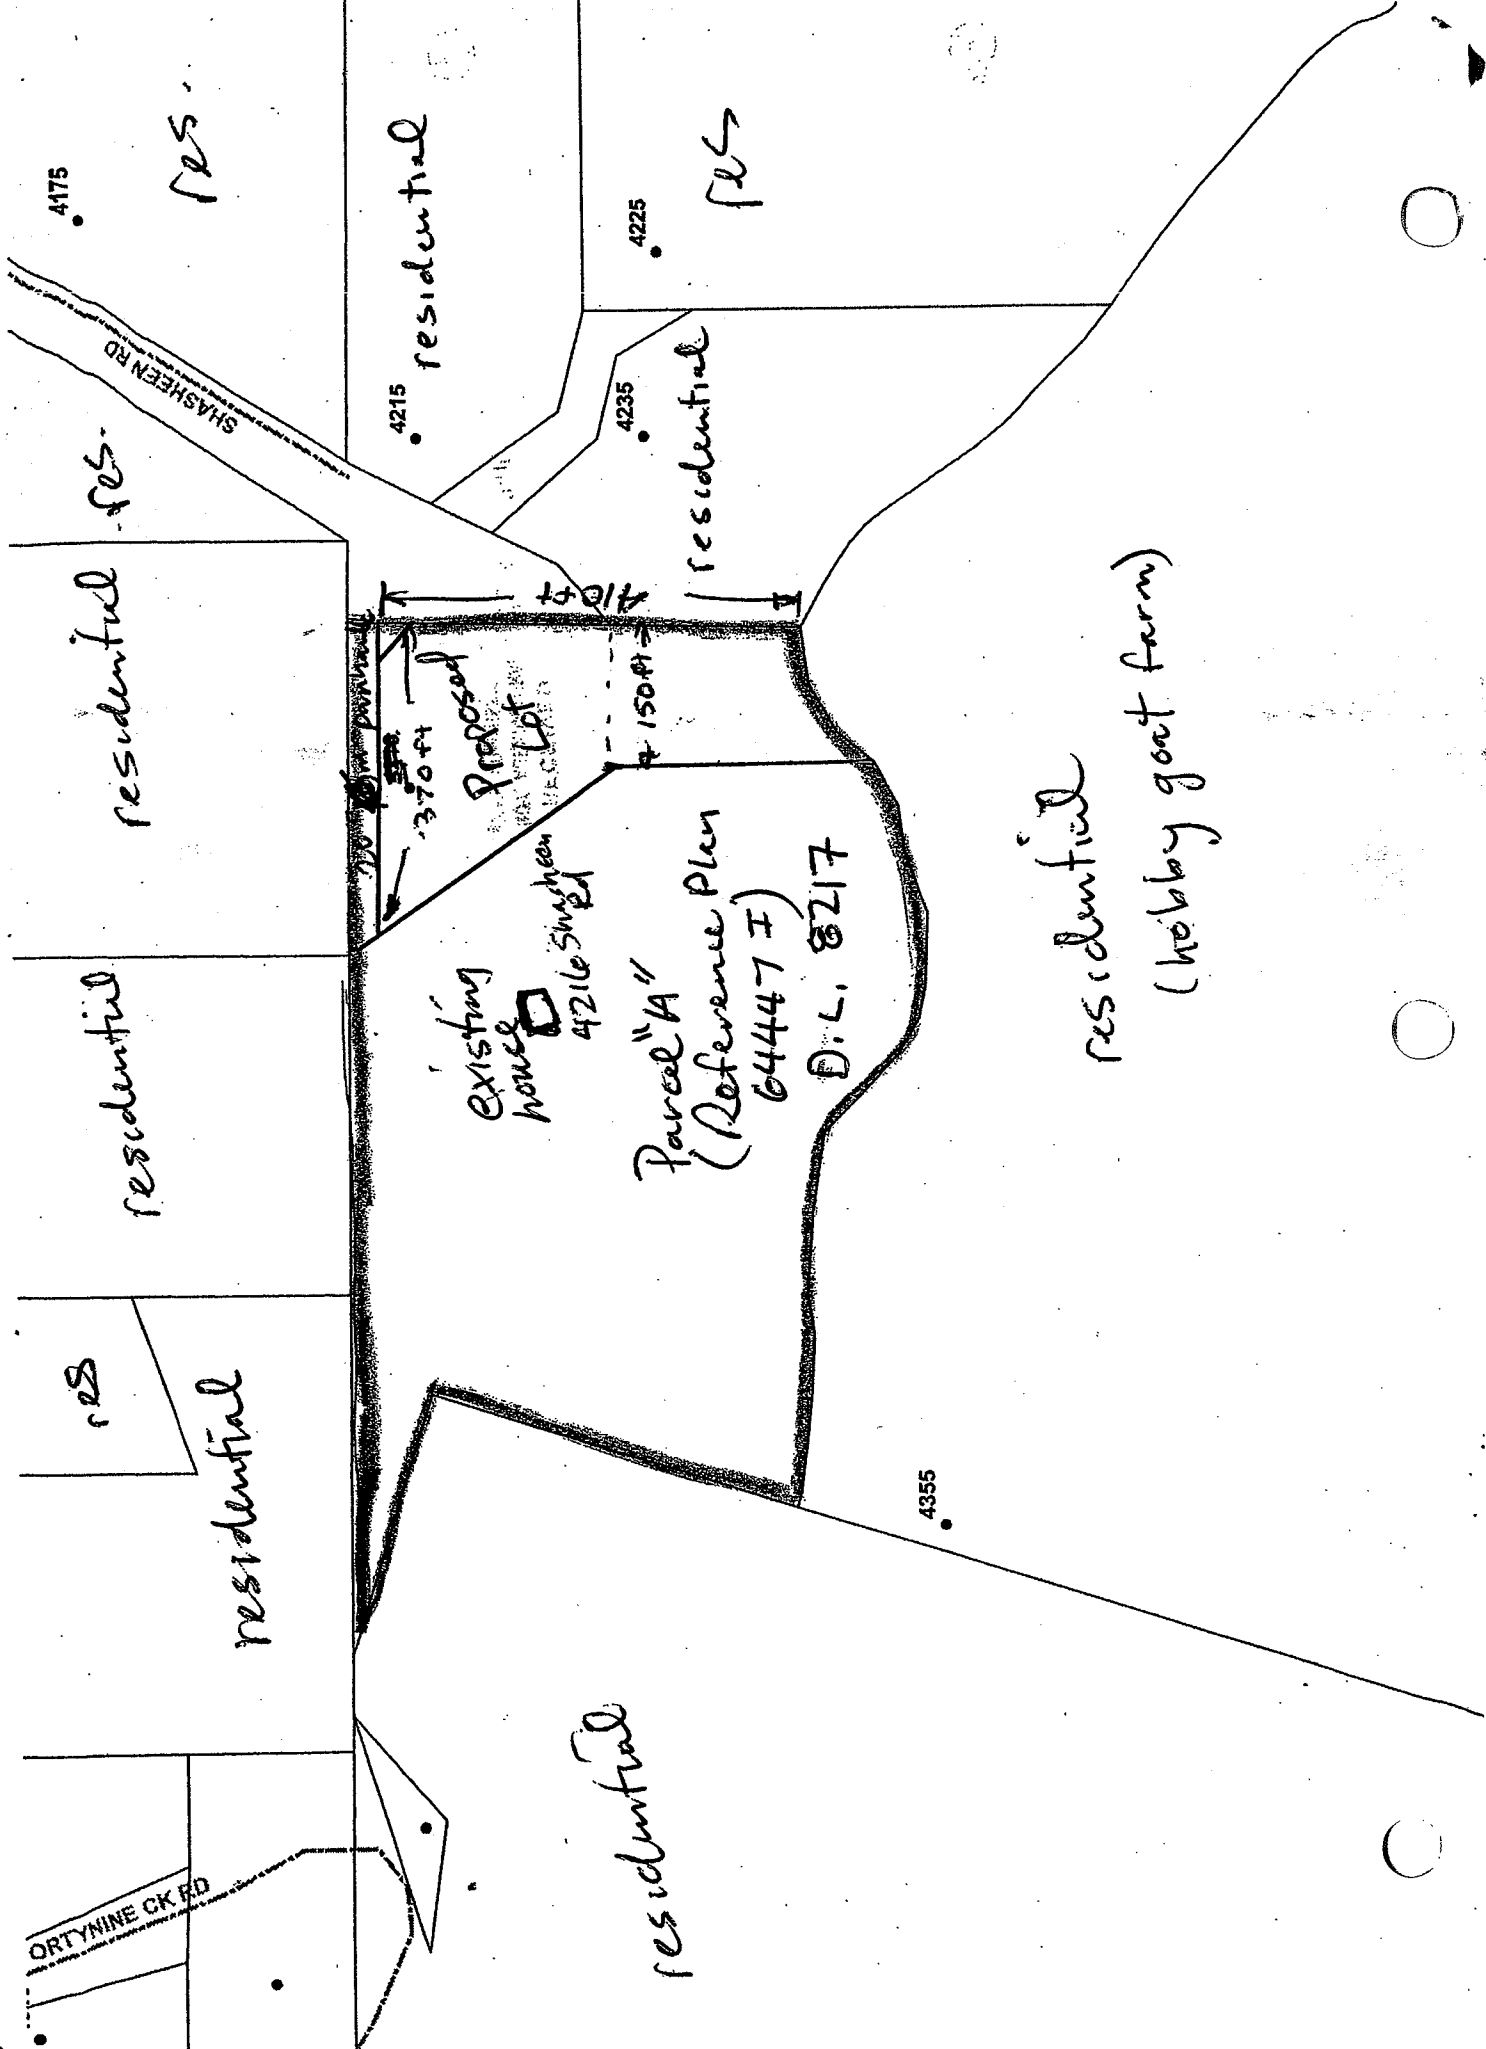 ORTYNINE CK RD
res
residential
residential
residential
res.
SHASHEEN RD
4175
res.
4215
residential
4235
residential
4225
res
panhandle
370 ft
410 ft
Proposed
Lot
150 ft
existing
house
4216 Shasheen
Rd
Parcel "A"
(Reference Plan
64447 I)
D.L. 8217
residential
4355
residential
(hobby goat farm)